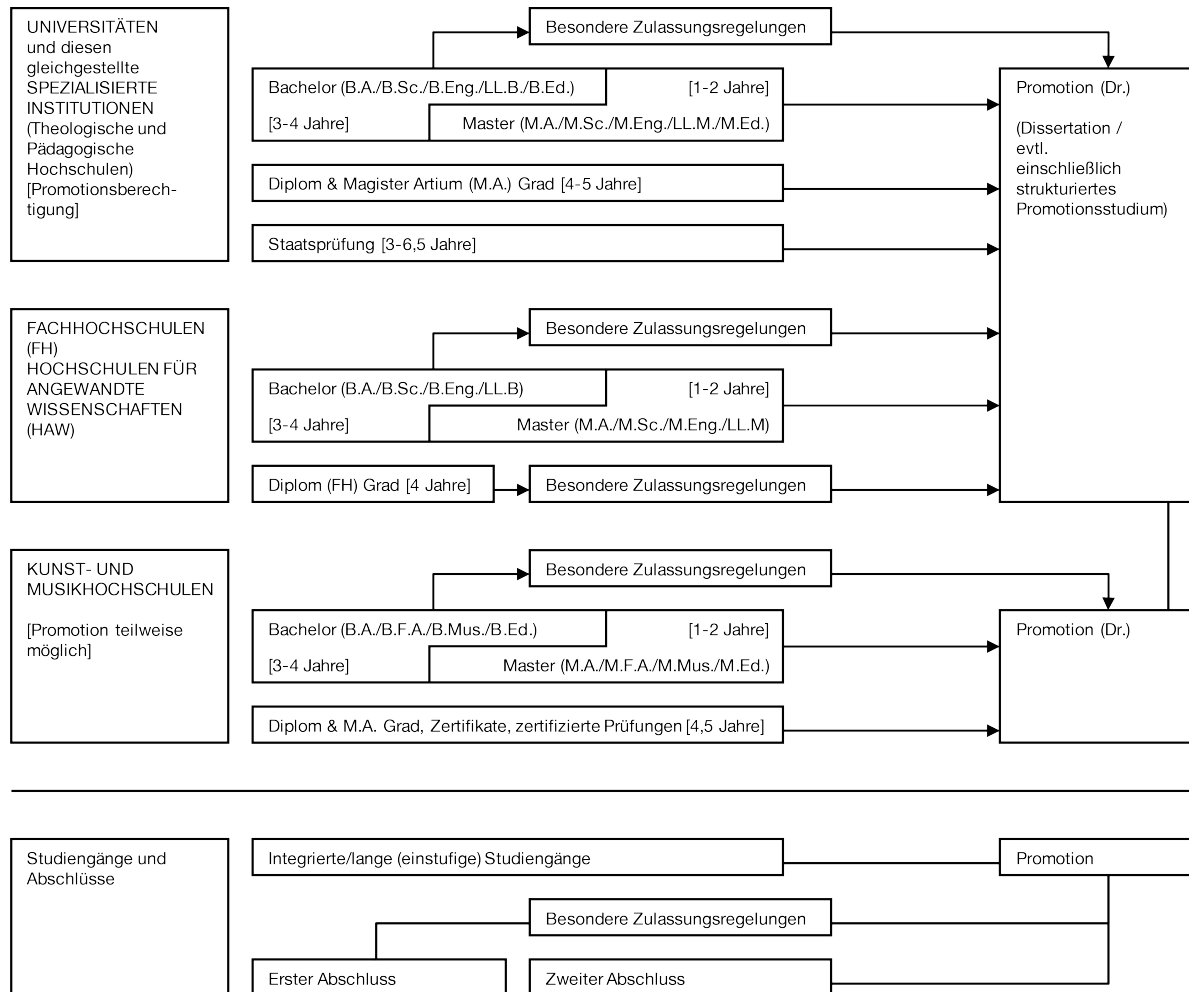 UNIVERSITÄTEN
und diesen
gleichgestellte
SPEZIALISIERTE
INSTITUTIONEN
(Theologische und
Pädagogische
Hochschulen)
[Promotionsberech-
tigung]
Besondere Zulassungsregelungen
Bachelor (B.A./B.Sc./B.Eng./LL.B./B.Ed.)
[1-2 Jahre]
[3-4 Jahre]
Master (M.A./M.Sc./M.Eng./LL.M./M.Ed.)
Diplom & Magister Artium (M.A.) Grad [4-5 Jahre]
Staatsprüfung [3-6,5 Jahre]
Promotion (Dr.)
(Dissertation /
evtl.
einschließlich
strukturiertes
Promotionsstudium)
FACHHOCHSCHULEN
(FH)
HOCHSCHULEN FÜR
ANGEWANDTE
WISSENSCHAFTEN
(HAW)
Besondere Zulassungsregelungen
Bachelor (B.A./B.Sc./B.Eng./LL.B)
[1-2 Jahre]
[3-4 Jahre]
Master (M.A./M.Sc./M.Eng./LL.M)
Diplom (FH) Grad [4 Jahre]
Besondere Zulassungsregelungen
KUNST- UND
MUSIKHOCHSCHULEN
[Promotion teilweise
möglich]
Besondere Zulassungsregelungen
Bachelor (B.A./B.F.A./B.Mus./B.Ed.)
[1-2 Jahre]
[3-4 Jahre]
Master (M.A./M.F.A./M.Mus./M.Ed.)
Diplom & M.A. Grad, Zertifikate, zertifizierte Prüfungen [4,5 Jahre]
Promotion (Dr.)
Studiengänge und
Abschlüsse
Integrierte/lange (einstufige) Studiengänge
Promotion
Besondere Zulassungsregelungen
Erster Abschluss
Zweiter Abschluss